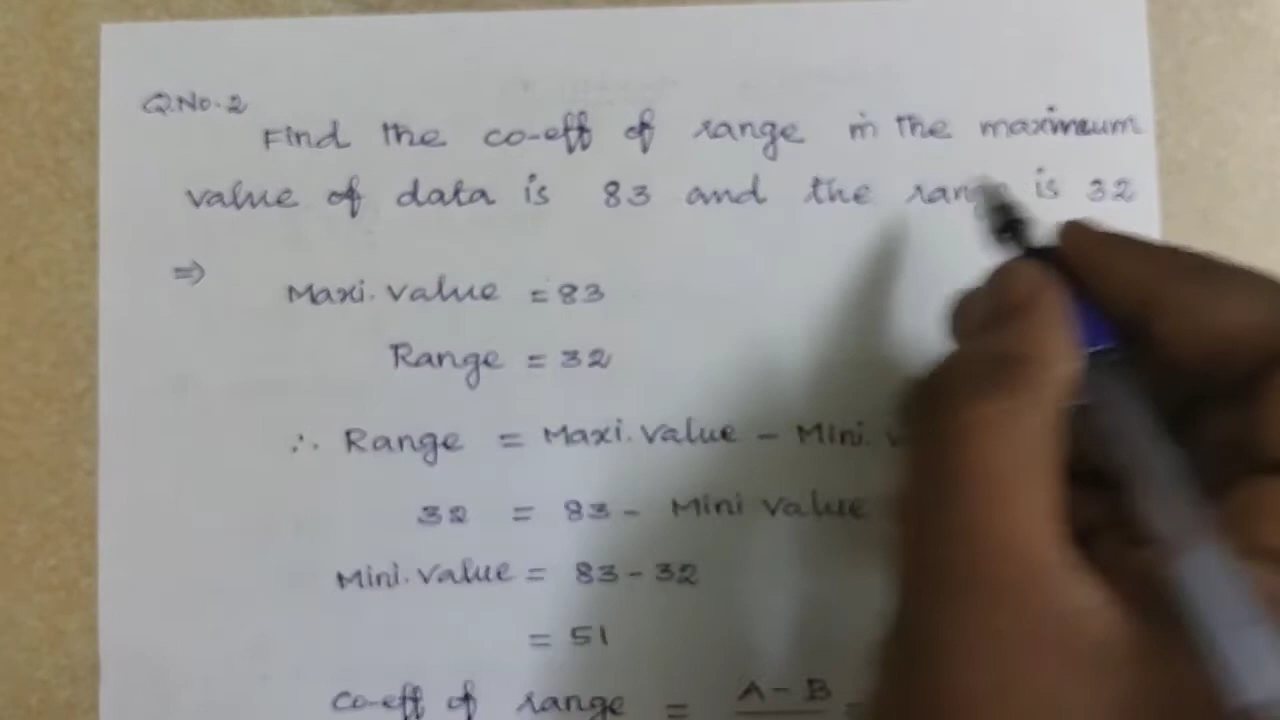 Q.No.2
Find the co-eff of range in the maximum
value of data is 83 and the range is 32
⇒
Maxi. Value = 83
Range = 32
∴ Range = Maxi. Value - Mini.
32 = 83 - Mini Value
Mini. Value = 83 - 32
= 51
Co-eff of range = A - B =